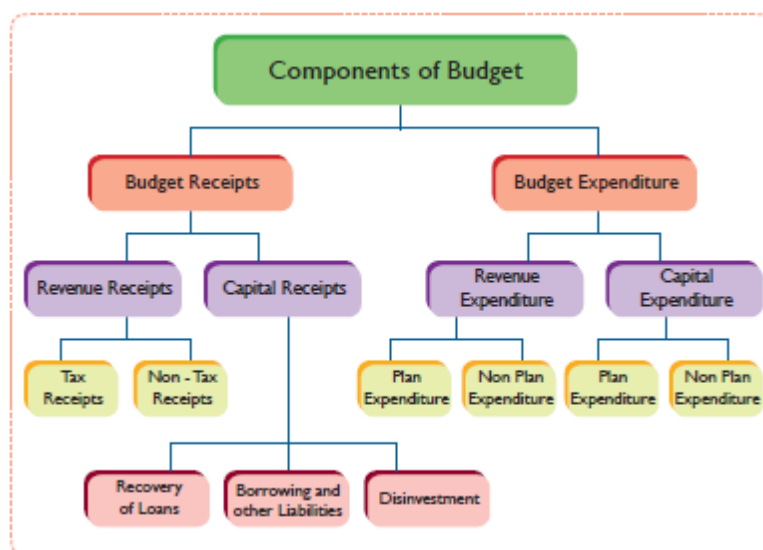 Components of Budget
Budget Receipts
Budget Expenditure
Revenue Receipts
Capital Receipts
Revenue
Expenditure
Capital
Expenditure
Tax
Receipts
Non - Tax
Receipts
Plan
Expenditure
Non Plan
Expenditure
Plan
Expenditure
Non Plan
Expenditure
Recovery
of Loans
Borrowing and
other Liabilities
Disinvestment